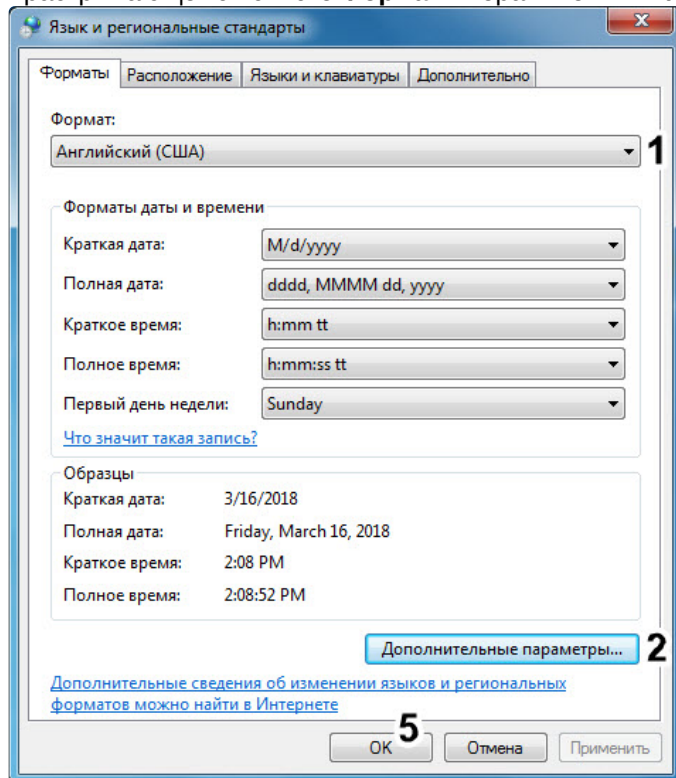 Язык и региональные стандарты
Форматы Расположение Языки и клавиатуры Дополнительно
Формат:
Английский (США) 1
Форматы даты и времени
Краткая дата: M/d/yyyy
Полная дата: dddd, MMMM dd, yyyy
Краткое время: h:mm tt
Полное время: h:mm:ss tt
Первый день недели: Sunday
Что значит такая запись?
Образцы
Краткая дата: 3/16/2018
Полная дата: Friday, March 16, 2018
Краткое время: 2:08 PM
Полное время: 2:08:52 PM
Дополнительные параметры... 2
Дополнительные сведения об изменении языков и региональных
форматов можно найти в Интернете
5
ОК Отмена Применить